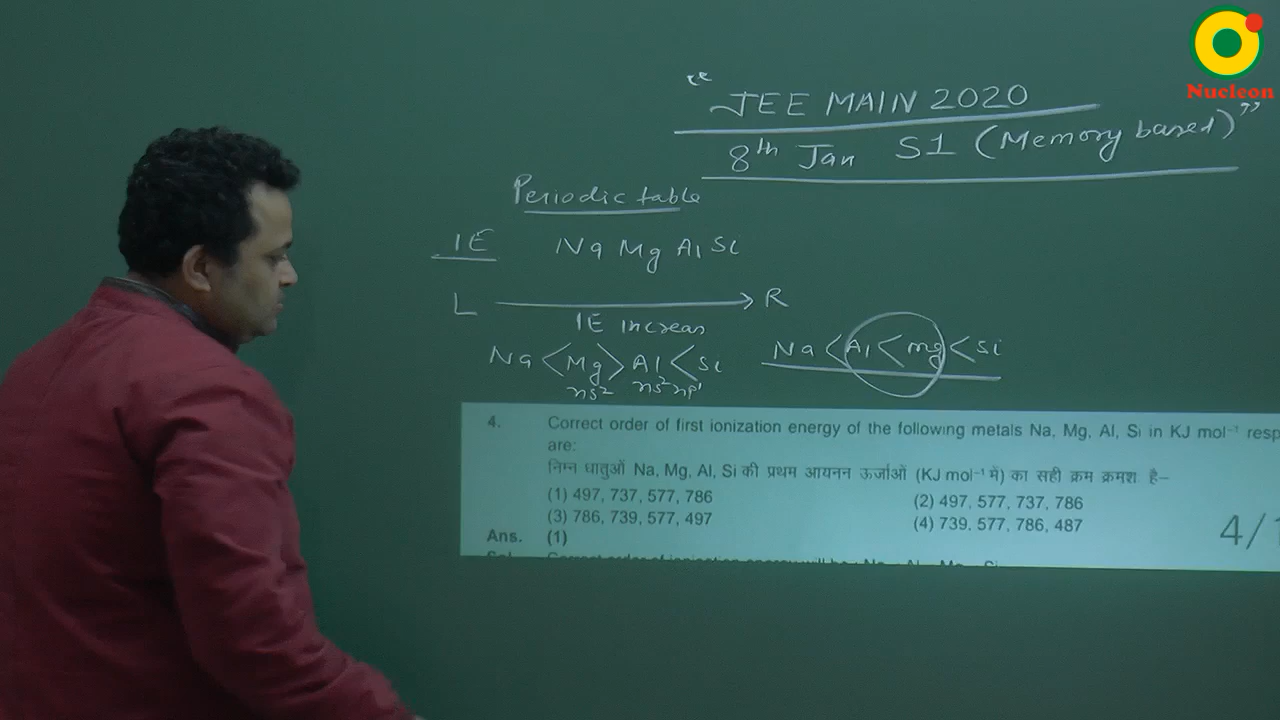 Nucleon
" JEE MAIN 2020
8th Jan S1 (Memory based) "
Periodic table
IE Na Mg Al Si
L → R
IE increas
Na < Mg > Al < Si Na < Al < Mg < Si
ns² ns² np¹
4. Correct order of first ionization energy of the following metals Na, Mg, Al, Si in KJ mol⁻¹ resp
are:
निम्न धातुओं Na, Mg, Al, Si की प्रथम आयनन ऊर्जाओं (KJ mol⁻¹ में) का सही क्रम क्रमश है–
(1) 497, 737, 577, 786 (2) 497, 577, 737, 786
(3) 786, 739, 577, 497 (4) 739. 577, 786, 487
Ans. (1)
4/1